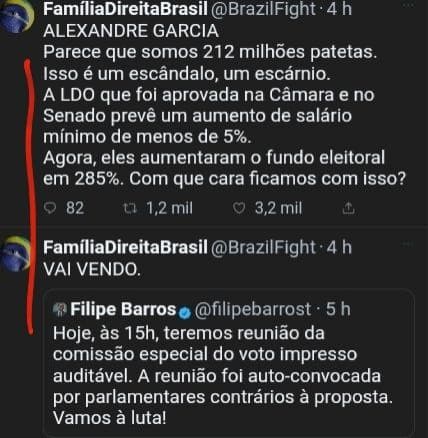 FamíliaDireitaBrasil @BrazilFight · 4 h
ALEXANDRE GARCIA
Parece que somos 212 milhões patetas.
Isso é um escândalo, um escárnio.
A LDO que foi aprovada na Câmara e no
Senado prevê um aumento de salário
mínimo de menos de 5%.
Agora, eles aumentaram o fundo eleitoral
em 285%. Com que cara ficamos com isso?
82 1,2 mil 3,2 mil
FamíliaDireitaBrasil @BrazilFight · 4 h
VAI VENDO.
Filipe Barros @filipebarrost · 5 h
Hoje, às 15h, teremos reunião da
comissão especial do voto impresso
auditável. A reunião foi auto-convocada
por parlamentares contrários à proposta.
Vamos à luta!